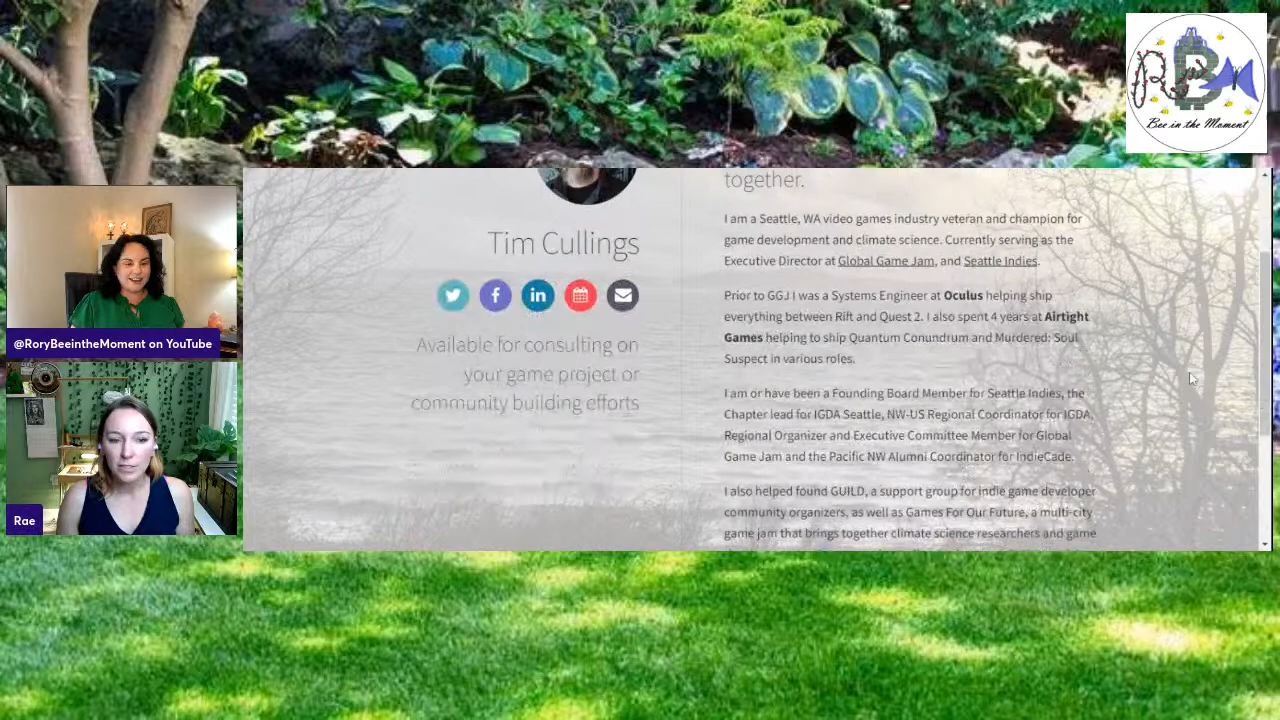 RBn
Bee in the Moment
@RoryBeeintheMoment on YouTube
Rae
Tim Cullings
Available for consulting on
your game project or
community building efforts
together.
I am a Seattle, WA video games industry veteran and champion for
game development and climate science. Currently serving as the
Executive Director at Global Game Jam, and Seattle Indies.
Prior to GGJ I was a Systems Engineer at Oculus helping ship
everything between Rift and Quest 2. I also spent 4 years at Airtight
Games helping to ship Quantum Conundrum and Murdered: Soul
Suspect in various roles.
I am or have been a Founding Board Member for Seattle Indies, the
Chapter lead for IGDA Seattle, NW-US Regional Coordinator for IGDA,
Regional Organizer and Executive Committee Member for Global
Game Jam and the Pacific NW Alumni Coordinator for IndieCade.
I also helped found GUILD, a support group for indie game developer
community organizers, as well as Games For Our Future, a multi-city
game jam that brings together climate science researchers and game